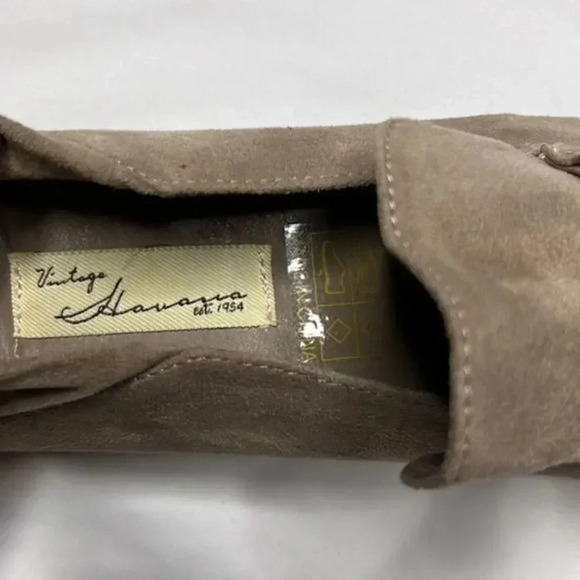 Vintage
Havana
est. 1954